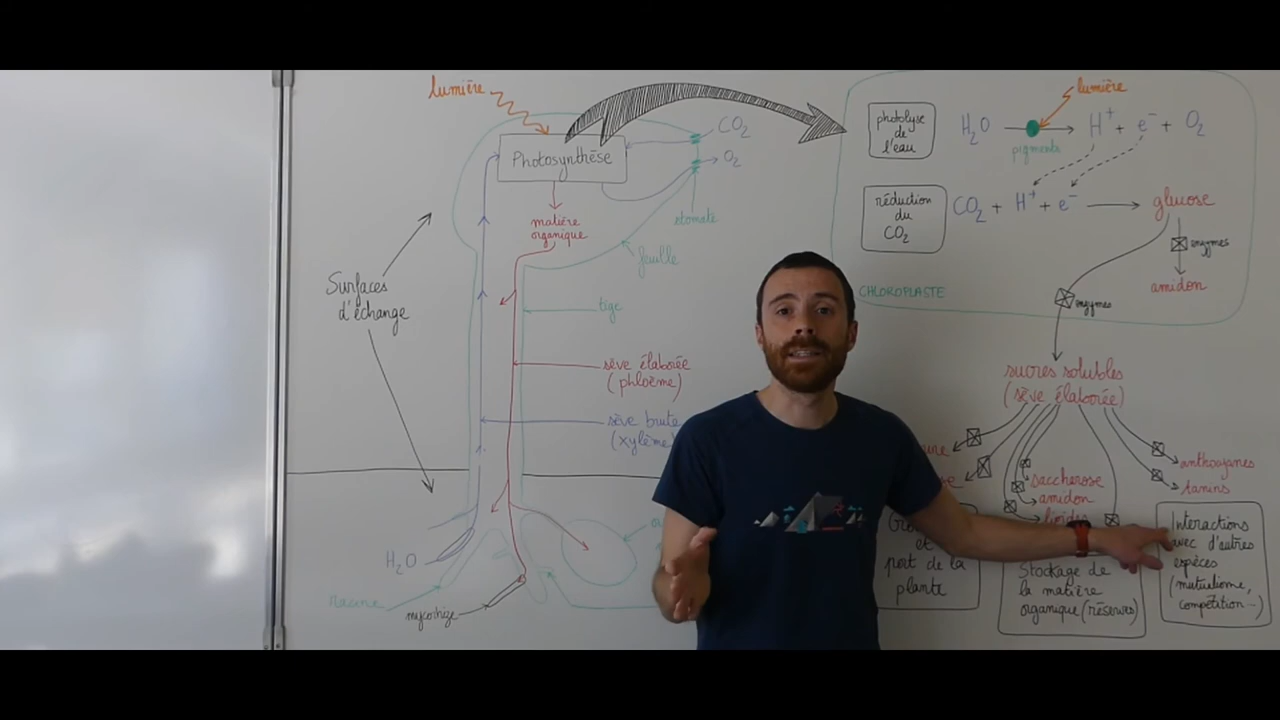 lumière
Photosynthèse
CO2
O2
matière
organique
stomate
feuille
Surfaces
d'échange
tige
sève élaborée
(phloème)
sève brute
(xylème)
H2O
Racine
mycorhize
lumière
photolyse
de
l'eau
H2O
H+ + e- + O2
pigments
réduction
du
CO2
CO2 + H+ + e-
glucose
enzymes
amidon
CHLOROPLASTE
enzymes
sucres solubles
(sève élaborée)
saccharose
amidon
lipides
anthocyanes
tanins
et
port de la
plante
Stockage de
la matière
organique (réserves)
Interactions
avec d'autres
espèces
(mutualisme,
compétition...)